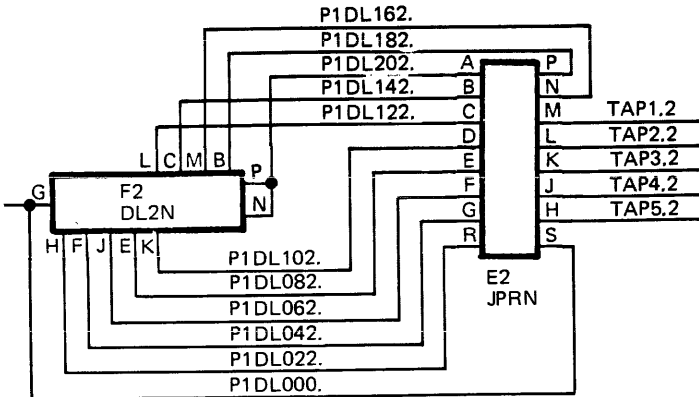 P1DL162.
P1DL182.
P1DL202.
P1DL142.
P1DL122.
A P
B N
C M TAP1.2
D L TAP2.2
E K TAP3.2
F J TAP4.2
G H TAP5.2
R S
E2
JPRN
L C M B
P
G F2 N
DL2N
H F J E K
P1DL102.
P1DL082.
P1DL062.
P1DL042.
P1DL022.
P1DL000.